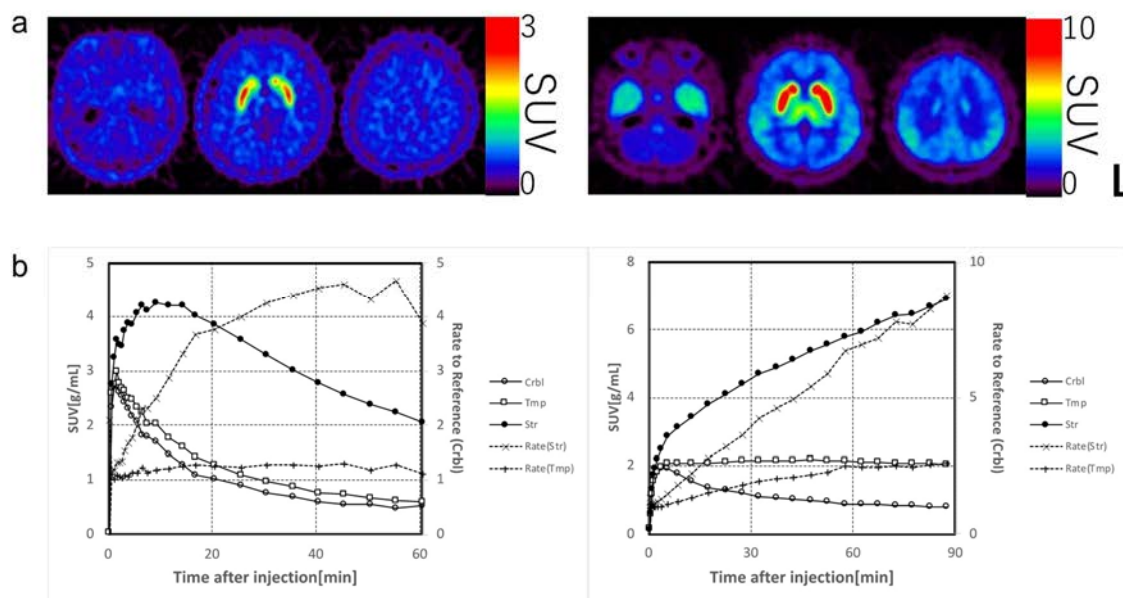 a
3
SUV
0
10
SUV
0
L
b
5
4
3
2
1
0
SUV[g/mL]
0 20 40 60
Time after injection[min]
5
4
3
2
1
0
Rate to Reference (Crbl)
Crbl
Tmp
Str
Rate(Str)
Rate(Tmp)
8
6
4
2
0
SUV[g/mL]
0 30 60 90
Time after injection[min]
10
5
0
Rate to Reference (Crbl)
Crbl
Tmp
Str
Rate(Str)
Rate(Tmp)